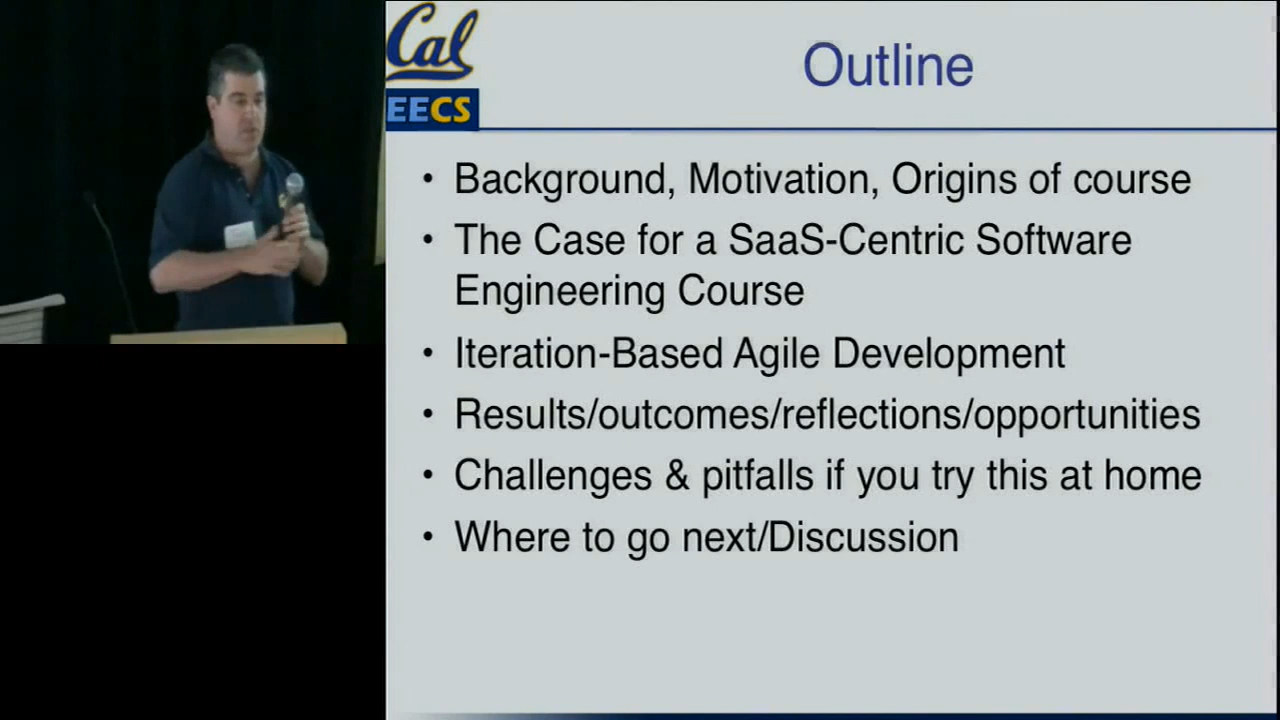 Cal
EECS
Outline
• Background, Motivation, Origins of course
• The Case for a SaaS-Centric Software
Engineering Course
• Iteration-Based Agile Development
• Results/outcomes/reflections/opportunities
• Challenges & pitfalls if you try this at home
• Where to go next/Discussion